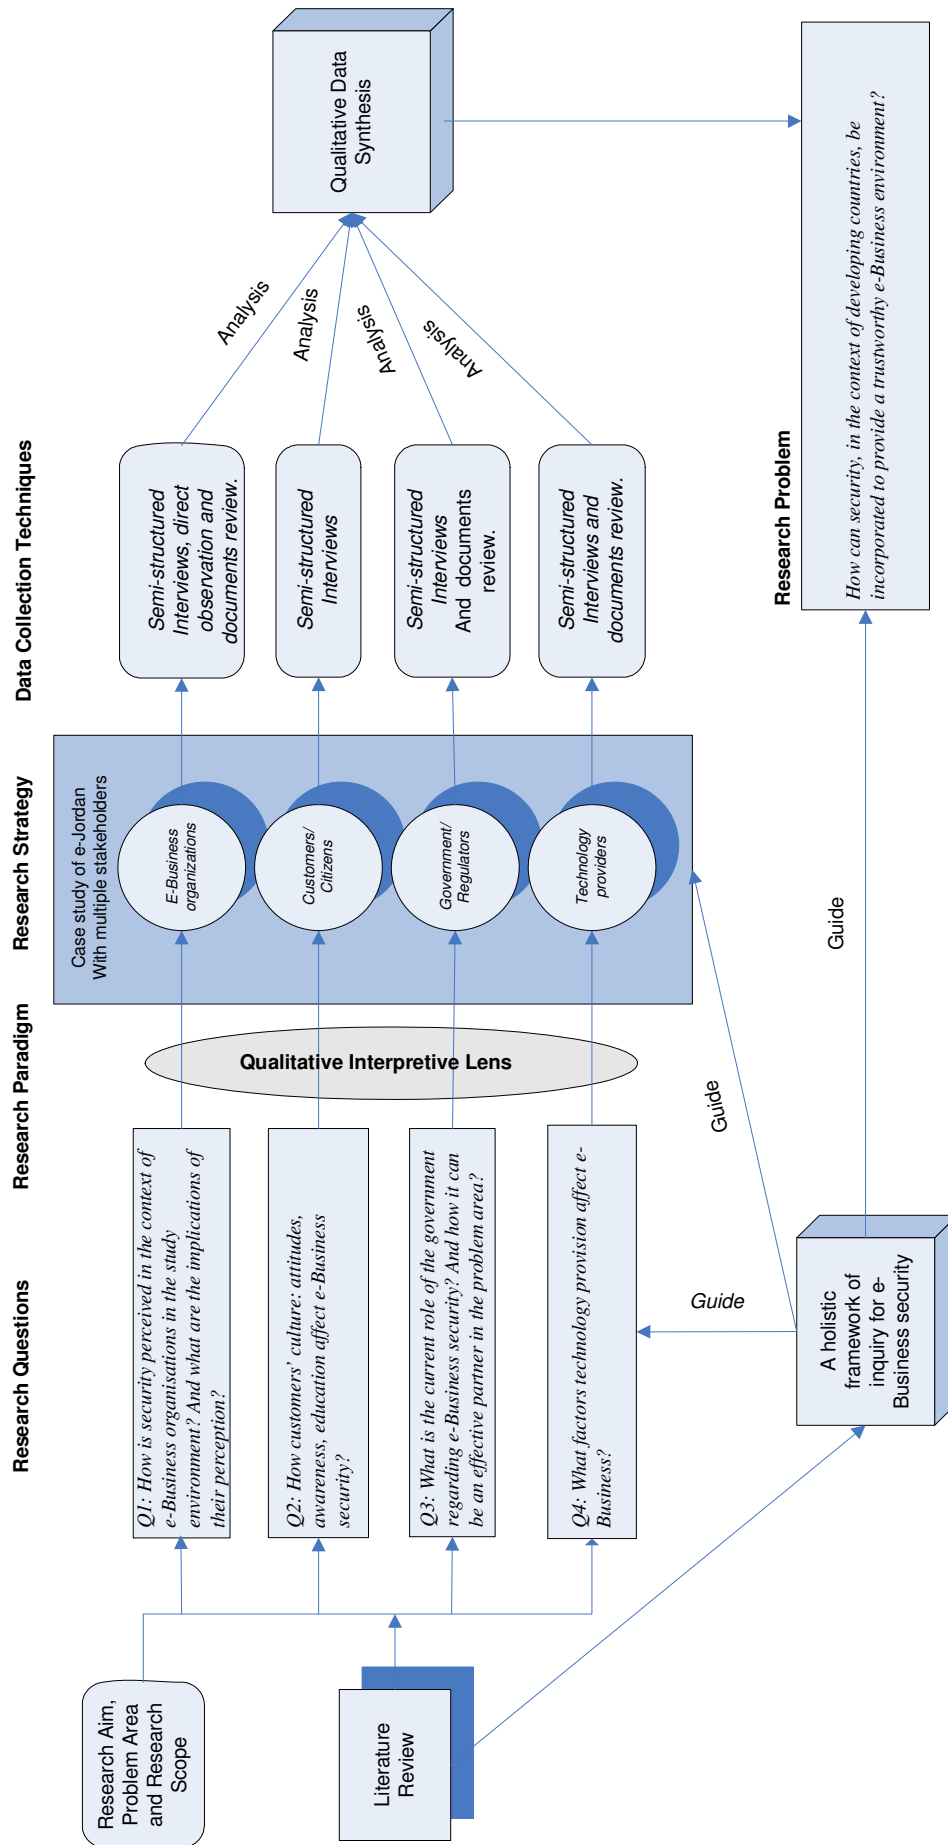 Research Questions
Research Paradigm
Research Strategy
Data Collection Techniques
Research Aim,
Problem Area
and Research
Scope
Literature
Review
Q1: How is security perceived in the context of
e-Business organisations in the study
environment? And what are the implications of
their perception?
Q2: How customers’ culture: attitudes,
awareness, education affect e-Business
security?
Q3: What is the current role of the government
regarding e-Business security? And how it can
be an effective partner in the problem area?
Q4: What factors technology provision affect e-
Business?
Qualitative Interpretive Lens
Case study of e-Jordan
With multiple stakeholders
E-Business
organizations
Customers/
Citizens
Government/
Regulators
Technology
providers
Semi-structured
Interviews, direct
observation and
documents review.
Semi-structured
Interviews
Semi-structured
Interviews
And documents
review.
Semi-structured
Interviews and
documents review.
Analysis
Analysis
Analysis
Analysis
Qualitative Data
Synthesis
Guide
Guide
Guide
A holistic
framework of
inquiry for e-
Business security
Research Problem
How can security, in the context of developing countries, be
incorporated to provide a trustworthy e-Business environment?